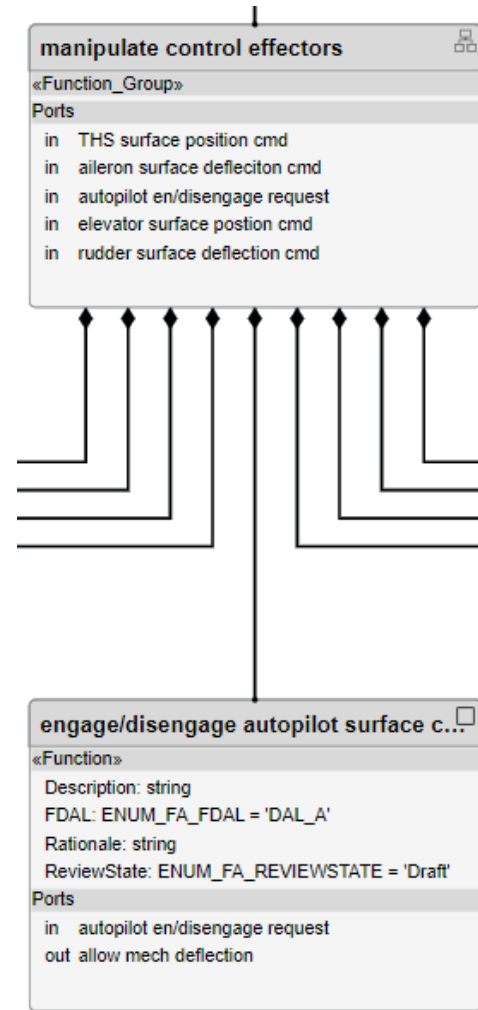 manipulate control effectors
«Function_Group»
Ports
in THS surface position cmd
in aileron surface defleciton cmd
in autopilot en/disengage request
in elevator surface postion cmd
in rudder surface deflection cmd
engage/disengage autopilot surface c...
«Function»
Description: string
FDAL: ENUM_FA_FDAL = 'DAL_A'
Rationale: string
ReviewState: ENUM_FA_REVIEWSTATE = 'Draft'
Ports
in autopilot en/disengage request
out allow mech deflection